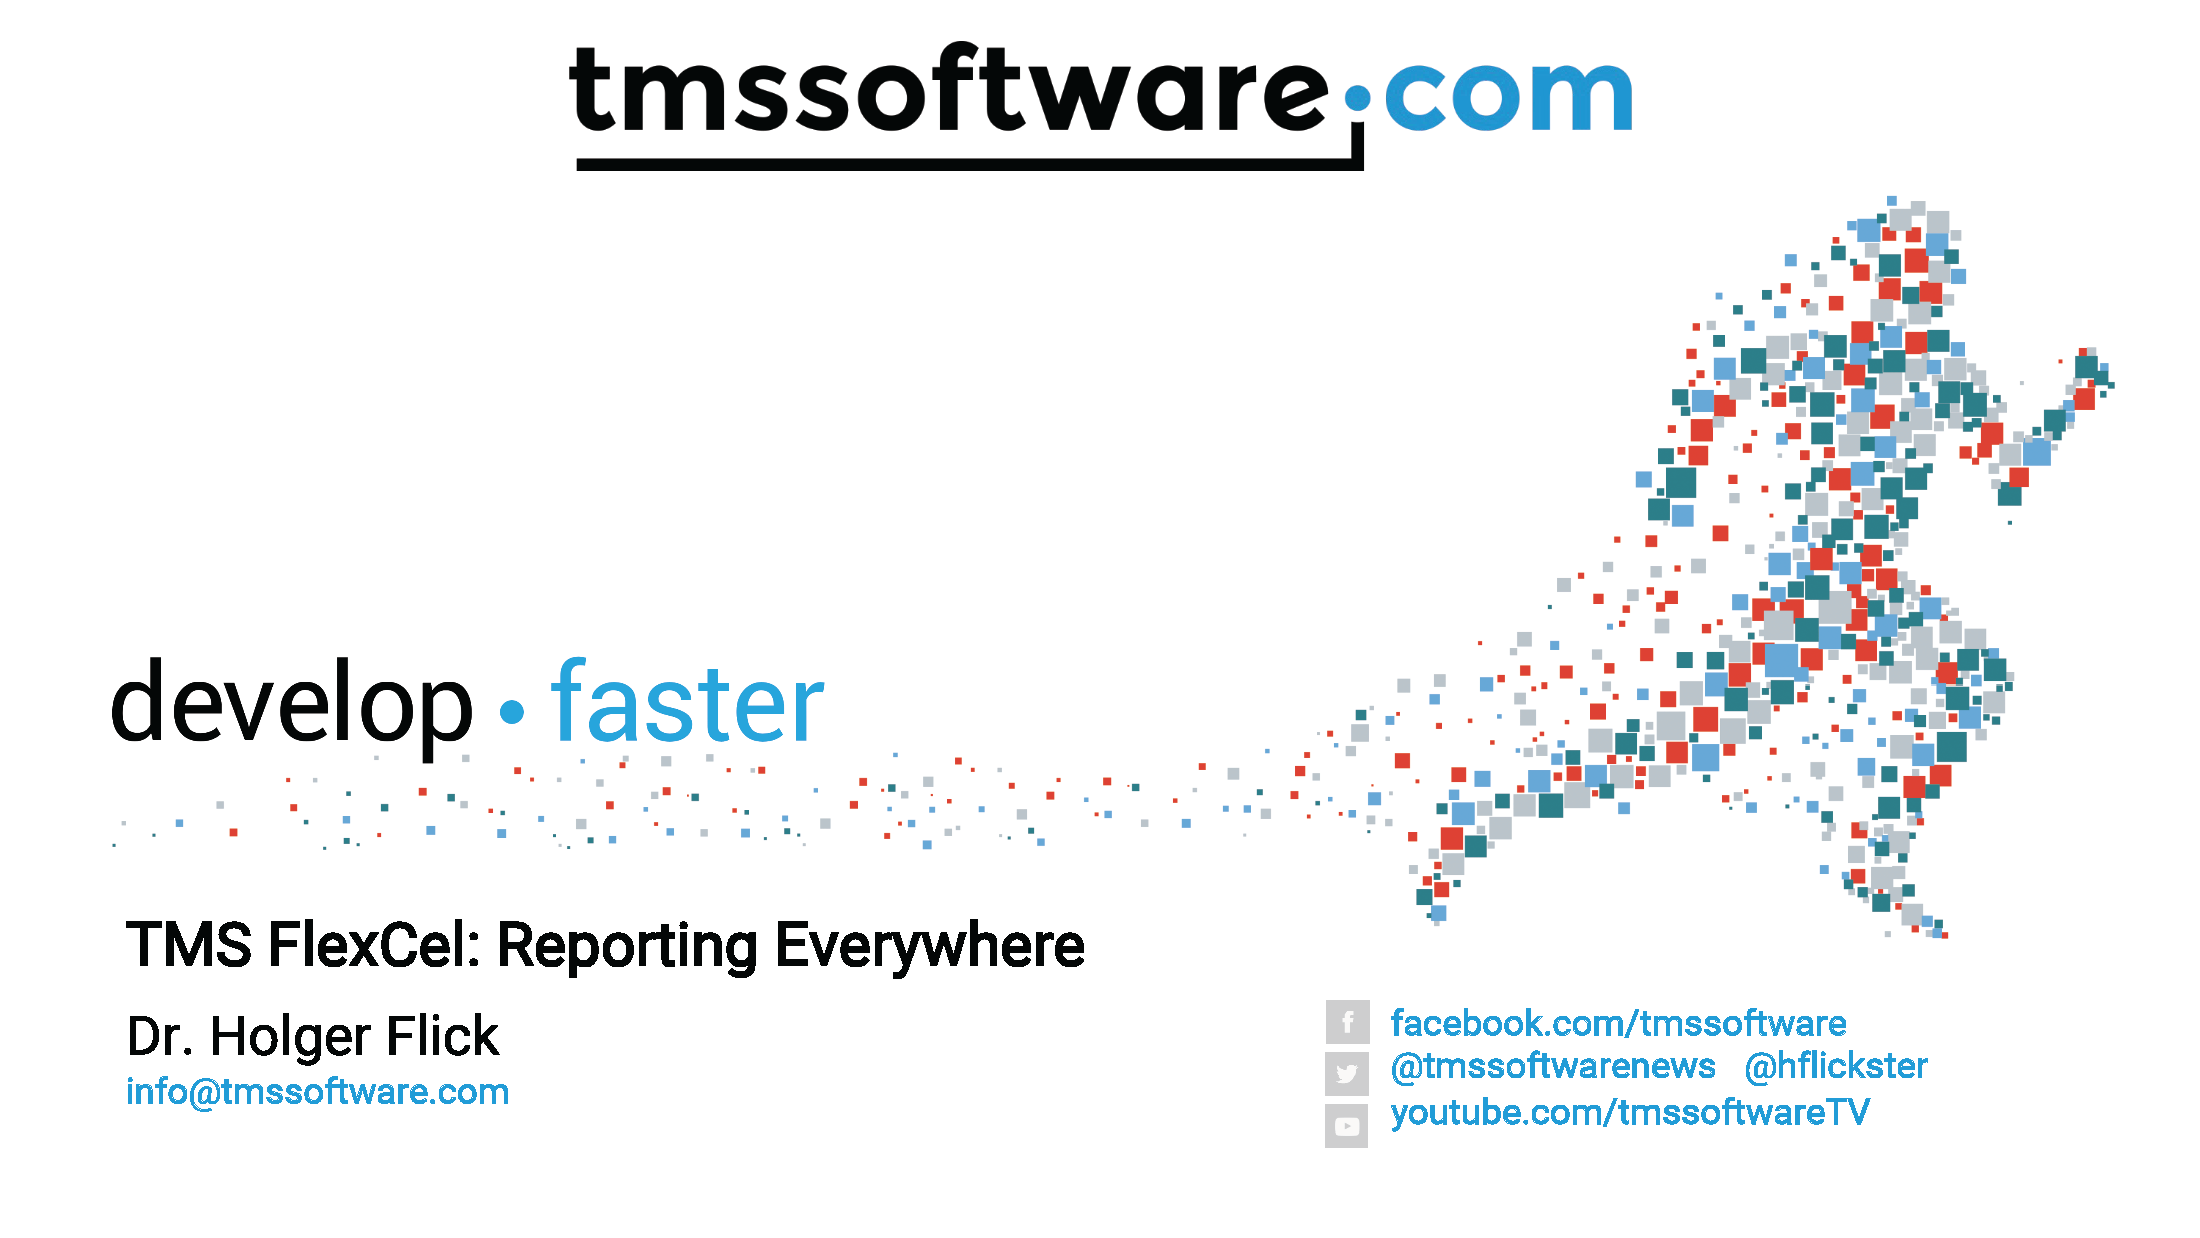 tmssoftware.com
develop • faster
TMS FlexCel: Reporting Everywhere
Dr. Holger Flick
info@tmssoftware.com
facebook.com/tmssoftware
@tmssoftwarenews @hflickster
youtube.com/tmssoftwareTV